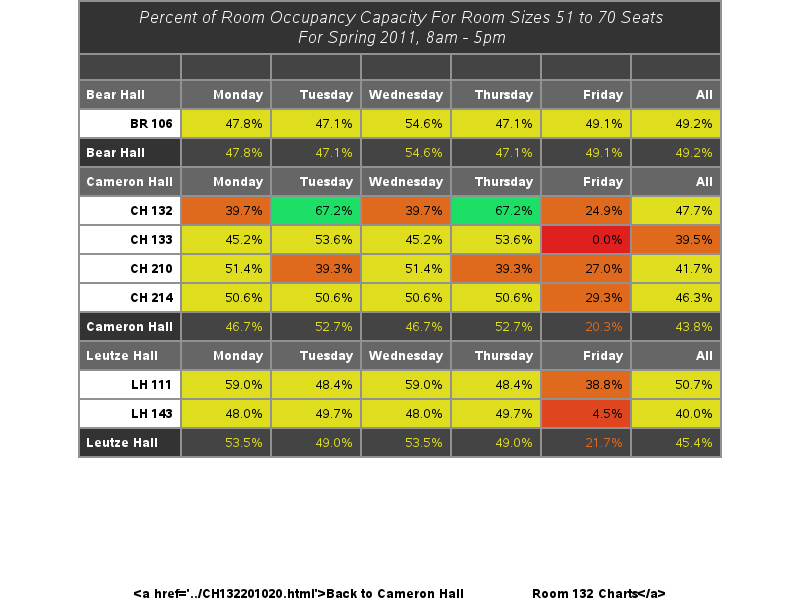 Percent of Room Occupancy Capacity For Room Sizes 51 to 70 Seats
For Spring 2011, 8am - 5pm
Bear Hall Monday Tuesday Wednesday Thursday Friday All
BR 106 47.8% 47.1% 54.6% 47.1% 49.1% 49.2%
Bear Hall 47.8% 47.1% 54.6% 47.1% 49.1% 49.2%
Cameron Hall Monday Tuesday Wednesday Thursday Friday All
CH 132 39.7% 67.2% 39.7% 67.2% 24.9% 47.7%
CH 133 45.2% 53.6% 45.2% 53.6% 0.0% 39.5%
CH 210 51.4% 39.3% 51.4% 39.3% 27.0% 41.7%
CH 214 50.6% 50.6% 50.6% 50.6% 29.3% 46.3%
Cameron Hall 46.7% 52.7% 46.7% 52.7% 20.3% 43.8%
Leutze Hall Monday Tuesday Wednesday Thursday Friday All
LH 111 59.0% 48.4% 59.0% 48.4% 38.8% 50.7%
LH 143 48.0% 49.7% 48.0% 49.7% 4.5% 40.0%
Leutze Hall 53.5% 49.0% 53.5% 49.0% 21.7% 45.4%
<a href='../CH132201020.html'>Back to Cameron Hall Room 132 Charts</a>